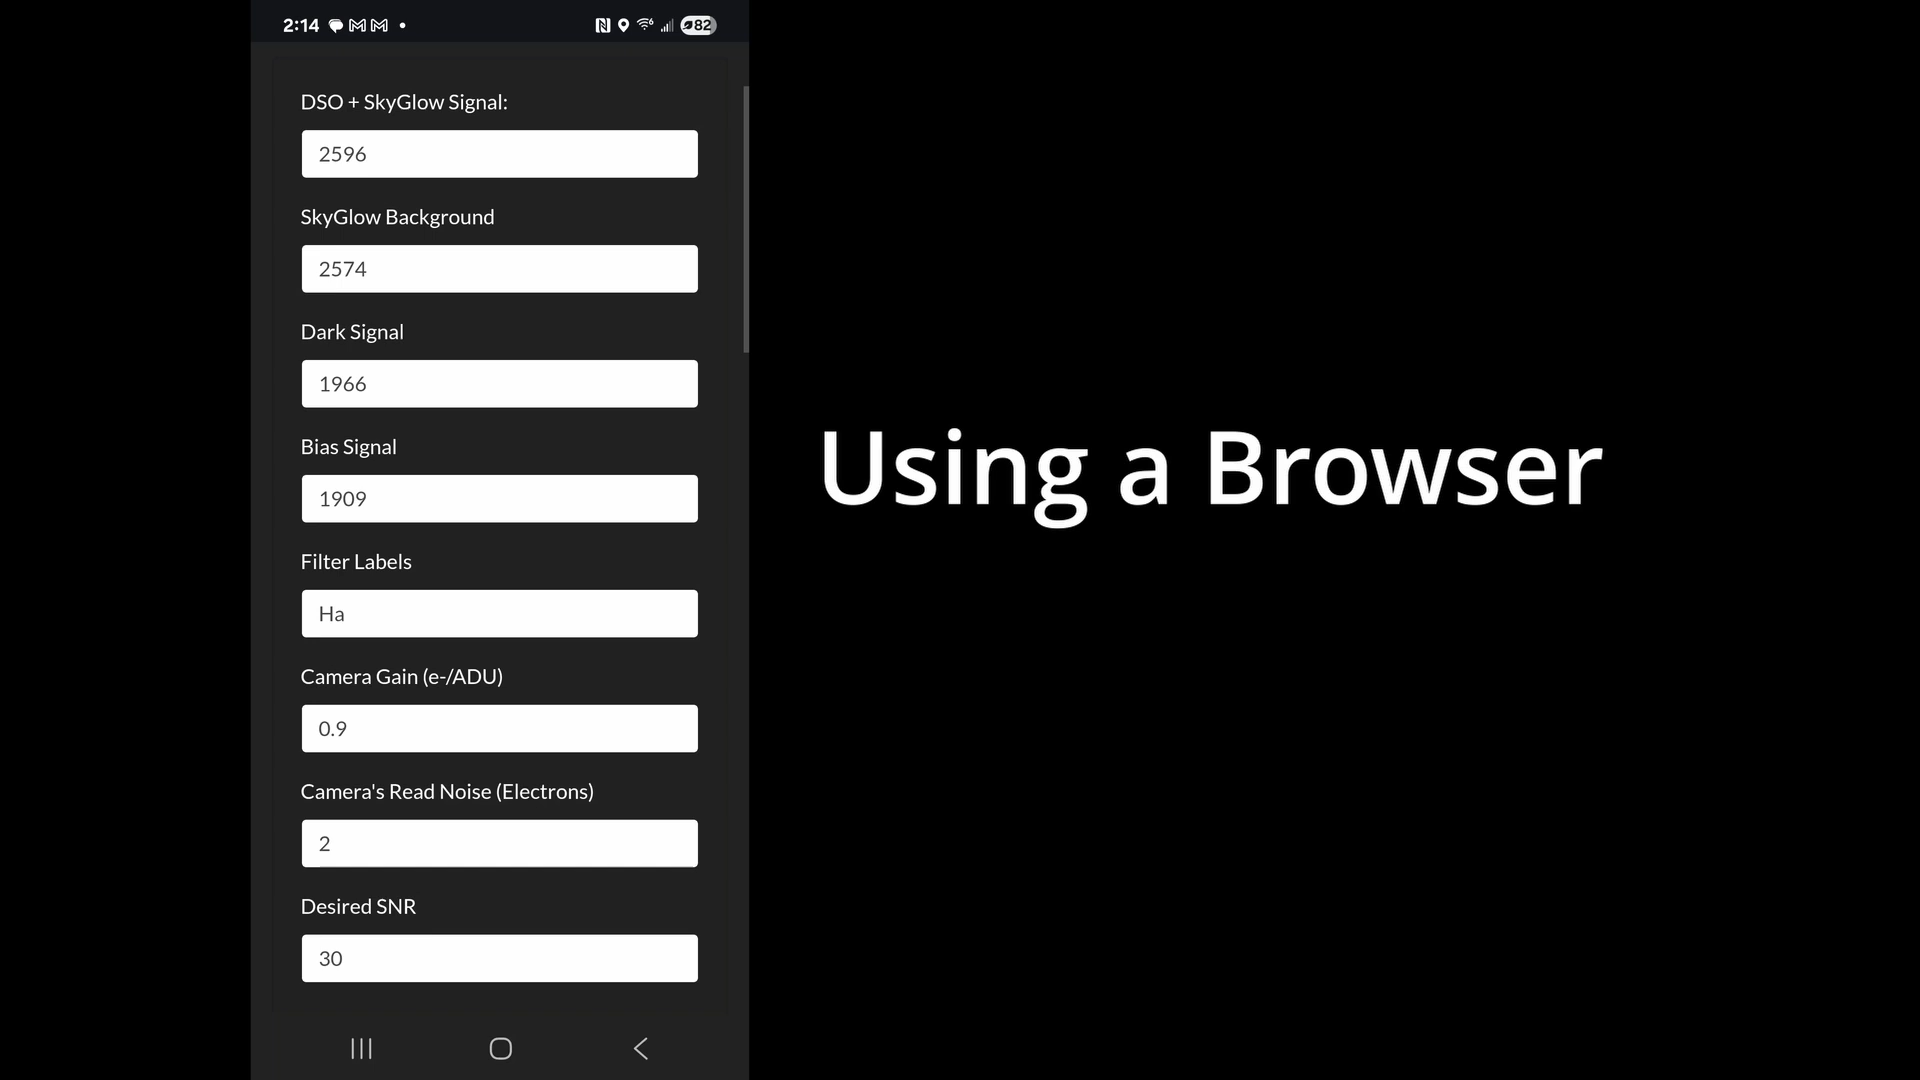 2:14
82
DSO + SkyGlow Signal:
2596
SkyGlow Background
2574
Dark Signal
1966
Bias Signal
1909
Filter Labels
Ha
Camera Gain (e-/ADU)
0.9
Camera's Read Noise (Electrons)
2
Desired SNR
30
Using a Browser